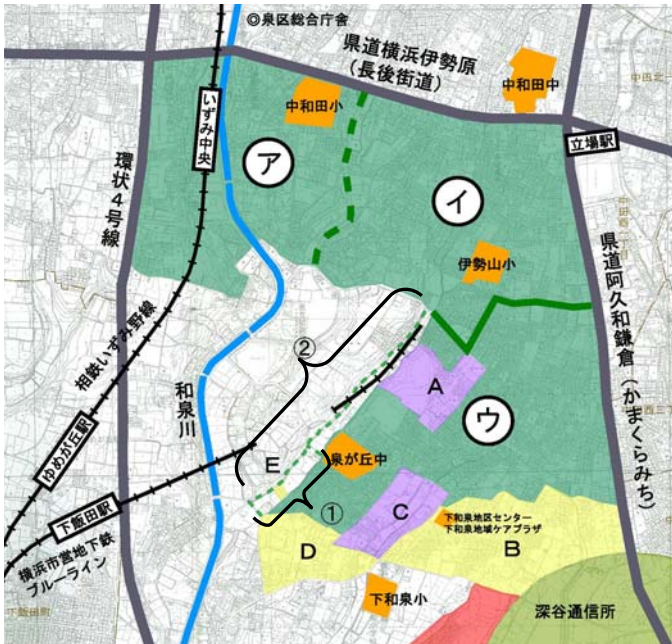 ◎泉区総合庁舎
県道横浜伊勢原
（長後街道）
中和田中
中和田小
いずみ中央
立場駅
環状４号線
ア
イ
伊勢山小
県道阿久和鎌倉（かまくらみち）
②
相鉄いずみ野線
和泉川
A
ウ
ゆめが丘駅
E
泉が丘中
①
下飯田駅
C
下和泉地区センター
下和泉地域ケアプラザ
横浜市営地下鉄
ブルーライン
D
B
下飯田町
下和泉小
深谷通信所